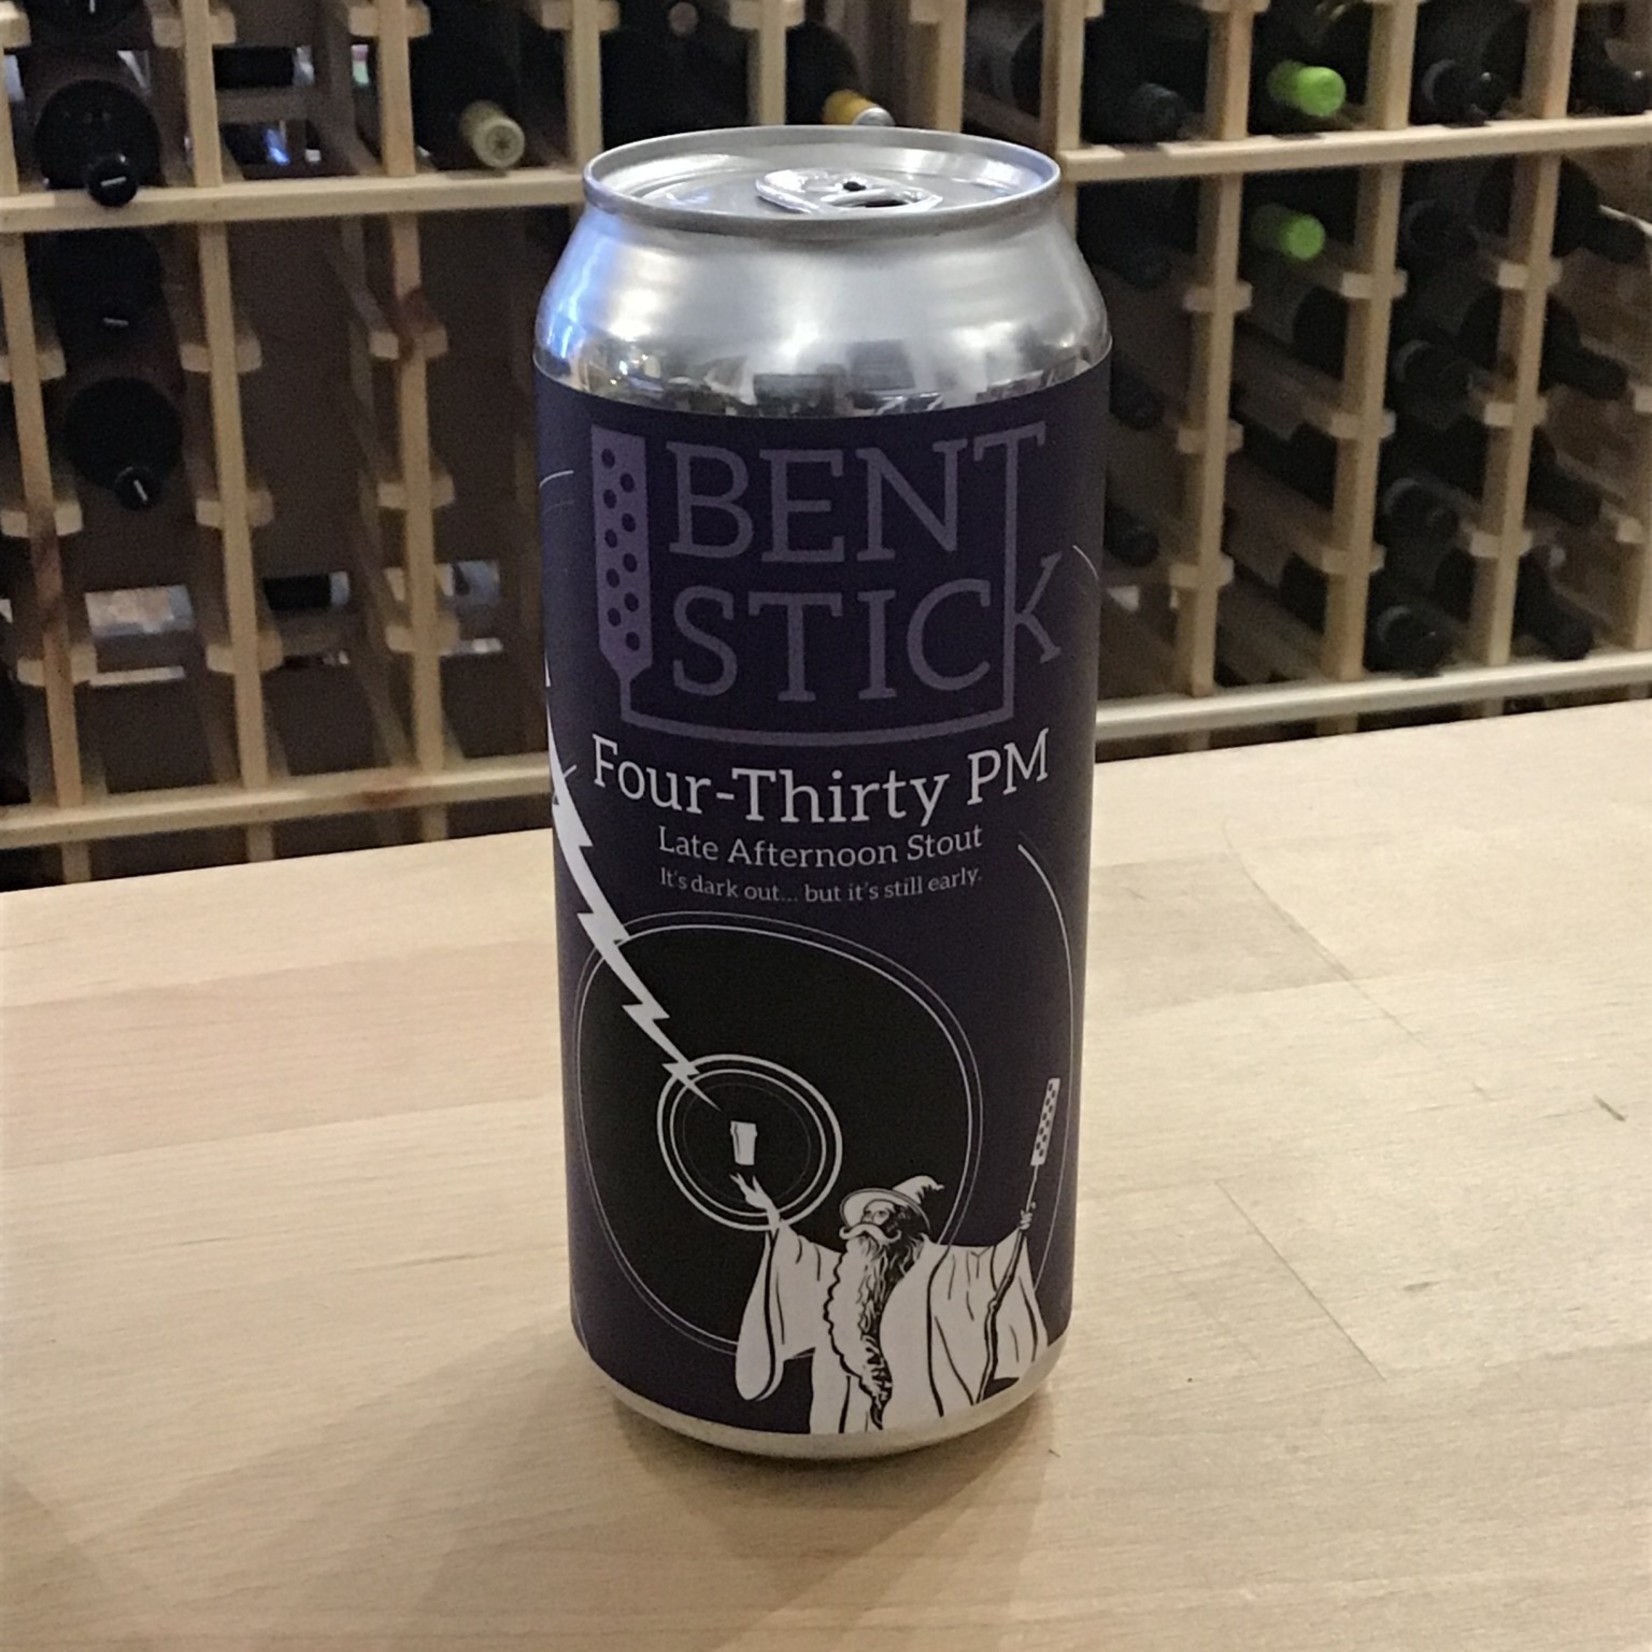 BENT
STICK
Four-Thirty PM
Late Afternoon Stout
It's dark out... but it's still early.